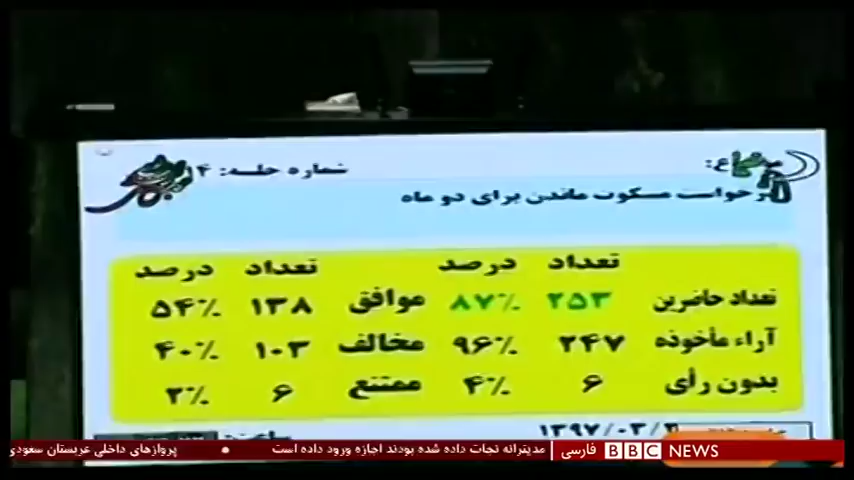 موضوع: شماره جلسه:
درخواست مسکوت ماندن برای دو ماه
تعداد درصد تعداد درصد
تعداد حاضرین ۲۵۳ ۸۷٪ موافق ۱۳۸ ۵۴٪
آراء مأخوذه ۲۴۷ ۹۶٪ مخالف ۱۰۳ ۴۰٪
بدون رأی ۶ ۴٪ ممتنع ۶ ۲٪
ساعت:
مدیترانه نجات داده شده بودند اجازه ورود داده است • پروازهای داخلی عربستان سعودی
BBC NEWS فارسی